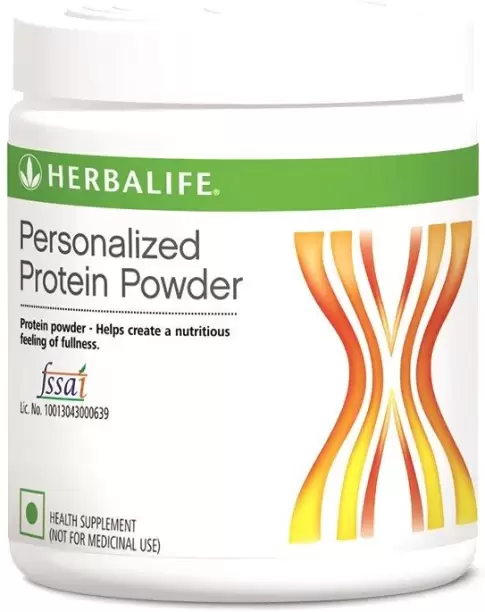 HERBALIFE®
Personalized
Protein Powder
Protein powder - Helps create a nutritious
feeling of fullness.
fssai
Lic. No. 10013043000639
HEALTH SUPPLEMENT
(NOT FOR MEDICINAL USE)